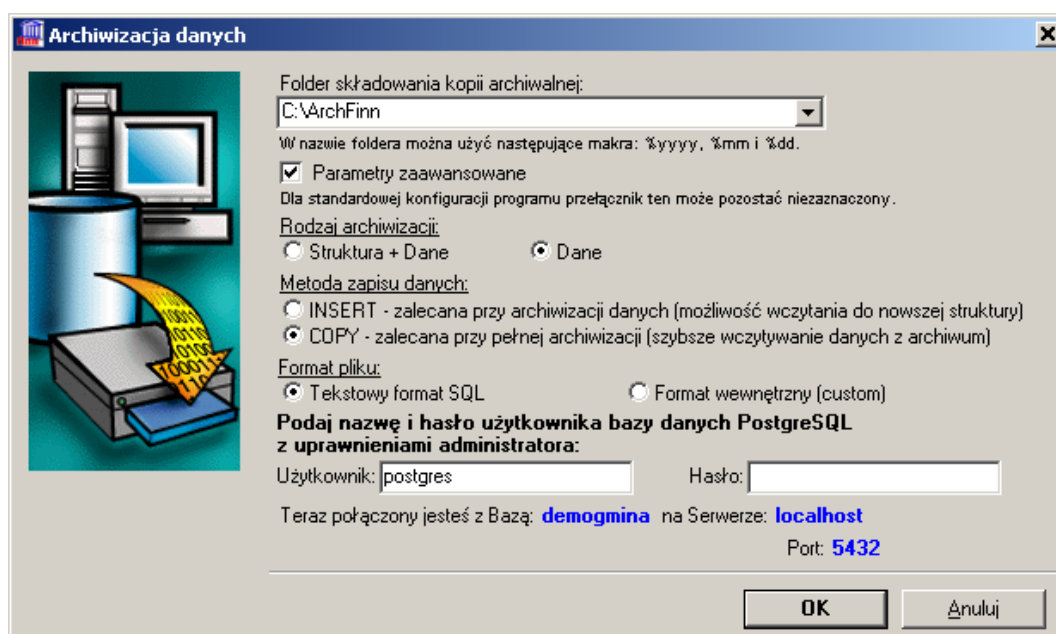 Archiwizacja danych
Folder składowania kopii archiwalnej:
C:\ArchFinn
W nazwie foldera można użyć następujące makra: %yyyy, %mm i %dd.
Parametry zaawansowane
Dla standardowej konfiguracji programu przełącznik ten może pozostać niezaznaczony.
Rodzaj archiwizacji:
Struktura + Dane Dane
Metoda zapisu danych:
INSERT - zalecana przy archiwizacji danych (możliwość wczytania do nowszej struktury)
COPY - zalecana przy pełnej archiwizacji (szybsze wczytywanie danych z archiwum)
Format pliku:
Tekstowy format SQL Format wewnętrzny (custom)
Podaj nazwę i hasło użytkownika bazy danych PostgreSQL
z uprawnieniami administratora:
Użytkownik: postgres Hasło:
Teraz połączony jesteś z Bazą: demogmina na Serwerze: localhost
Port: 5432
OK Anuluj